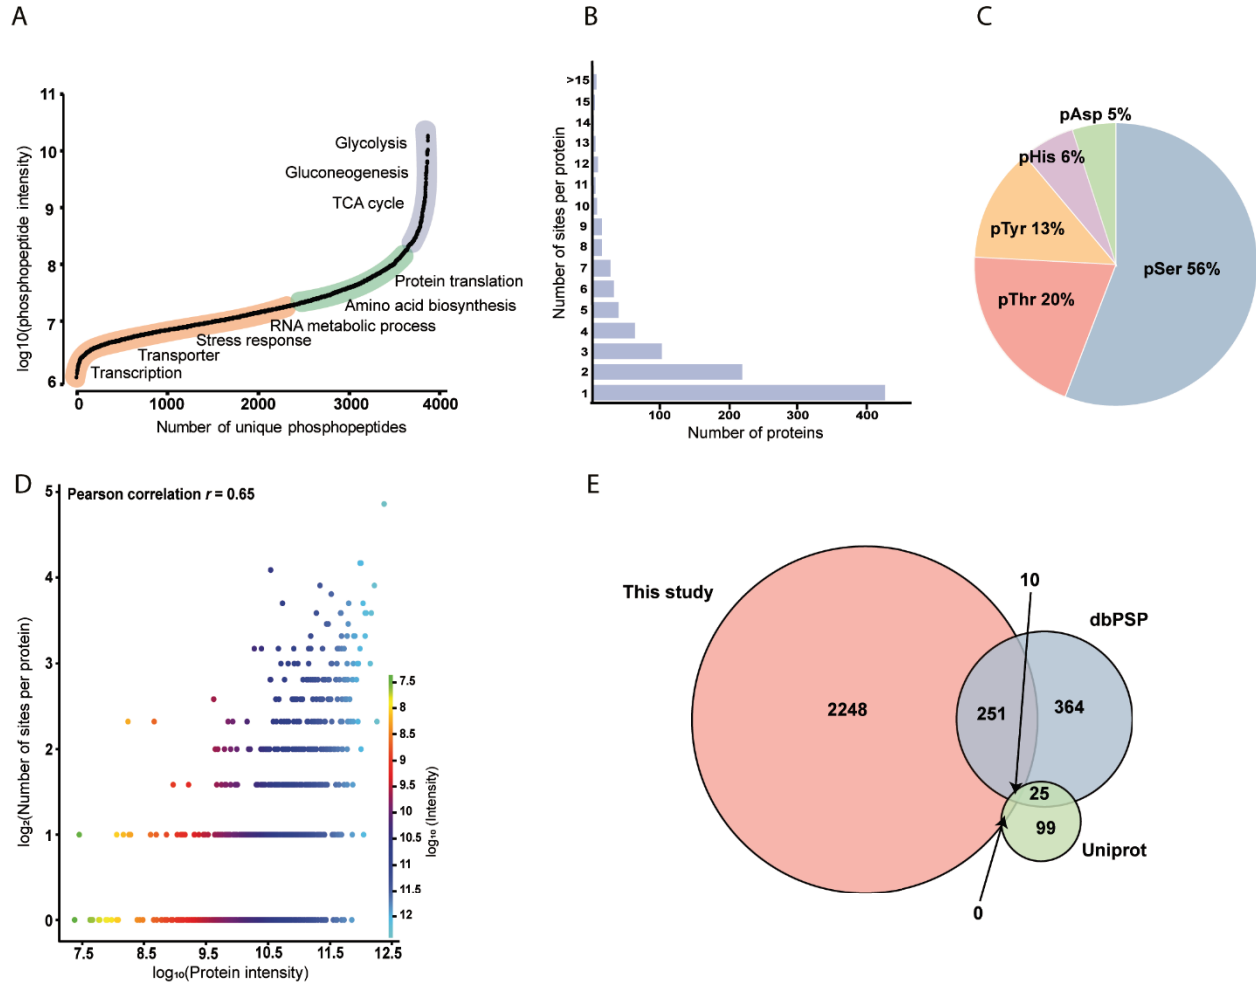 A
11
10
9
8
7
6
log10(phosphopeptide intensity)
Glycolysis
Gluconeogenesis
TCA cycle
Protein translation
Amino acid biosynthesis
RNA metabolic process
Stress response
Transporter
Transcription
0 1000 2000 3000 4000
Number of unique phosphopeptides
B
Number of sites per protein
>15
15
14
13
12
11
10
9
8
7
6
5
4
3
2
1
100 200 300 400
Number of proteins
C
pAsp 5%
pHis 6%
pTyr 13%
pSer 56%
pThr 20%
D
Pearson correlation r = 0.65
5
4
3
2
1
0
log₂(Number of sites per protein)
7.5
8
8.5
9
9.5
10
10.5
11
11.5
12
log₁₀ (Intensity)
7.5 8.5 9.5 10.5 11.5 12.5
log₁₀(Protein intensity)
E
This study
10
dbPSP
2248
251
364
25
99
Uniprot
0